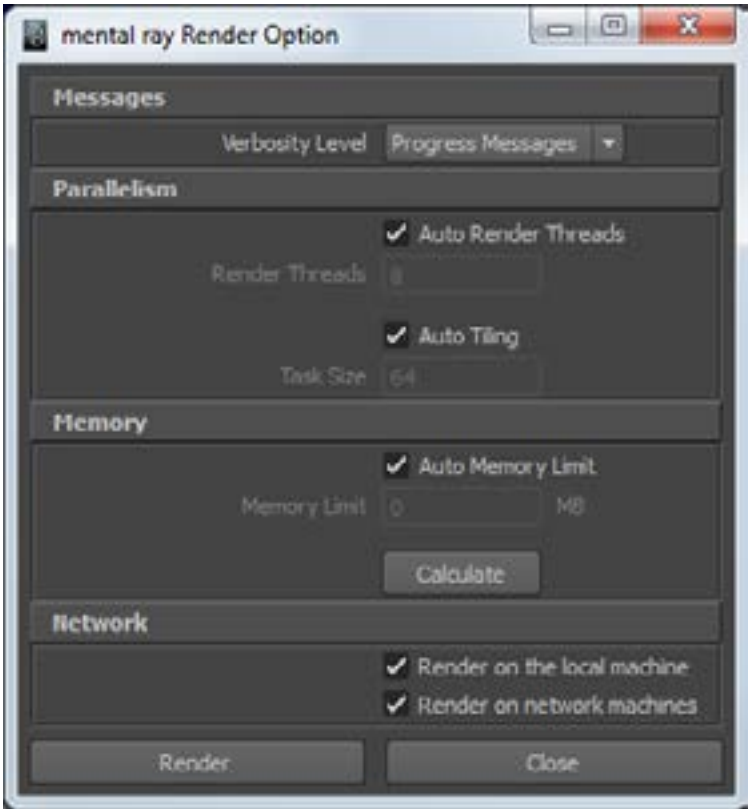 mental ray Render Option
Messages
Verbosity Level Progress Messages
Parallelism
Auto Render Threads
Render Threads 8
Auto Tiling
Task Size 64
Memory
Auto Memory Limit
Memory Limit 0 MB
Calculate
Network
Render on the local machine
Render on network machines
Render Close